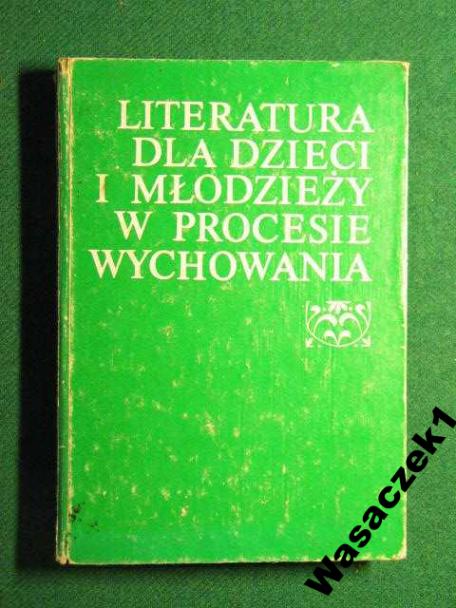 LITERATURA
DLA DZIECI
I MŁODZIEŻY
W PROCESIE
WYCHOWANIA
Wasaczek1